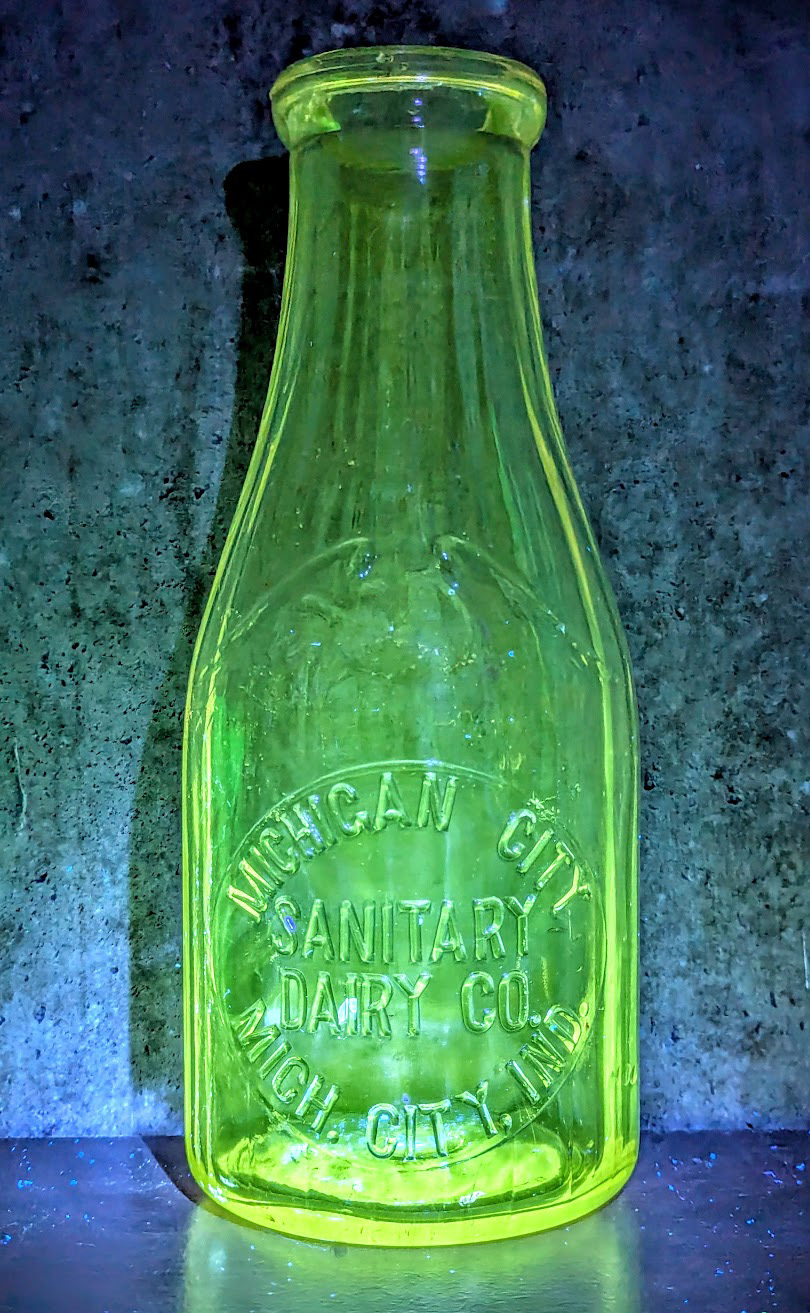 MICHIGAN CITY
SANITARY
DAIRY CO.
MICH. CITY, IND.